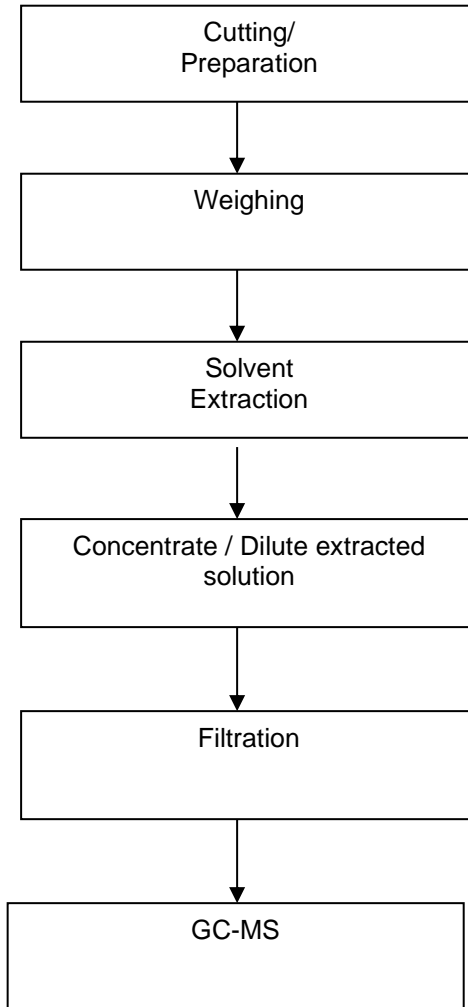 Cutting/
Preparation
Weighing
Solvent
Extraction
Concentrate / Dilute extracted
solution
Filtration
GC-MS